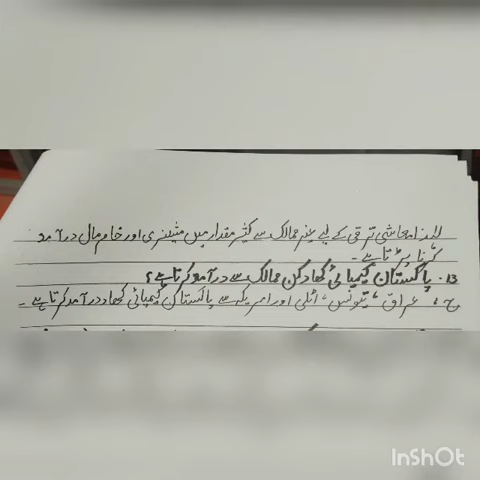 لہذا معاشی ترقی کے لیے غیر ممالک سے کثیر مقدار میں مشینری اور خام مال درآمد
کرنا پڑتا ہے۔
13. پاکستان کیمیائی کھاد کن ممالک سے درآمد کرتا ہے؟
ج: عراق، تیونس، اٹلی اور امریکہ سے پاکستان کیمیائی کھاد درآمد کرتا ہے۔
InShOt